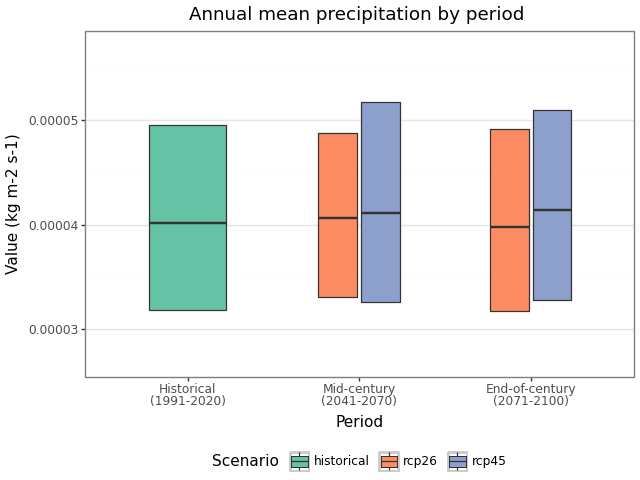 Annual mean precipitation by period
Value (kg m-2 s-1)
0.00005
0.00004
0.00003
Historical
(1991-2020)
Mid-century
(2041-2070)
End-of-century
(2071-2100)
Period
Scenario historical rcp26 rcp45